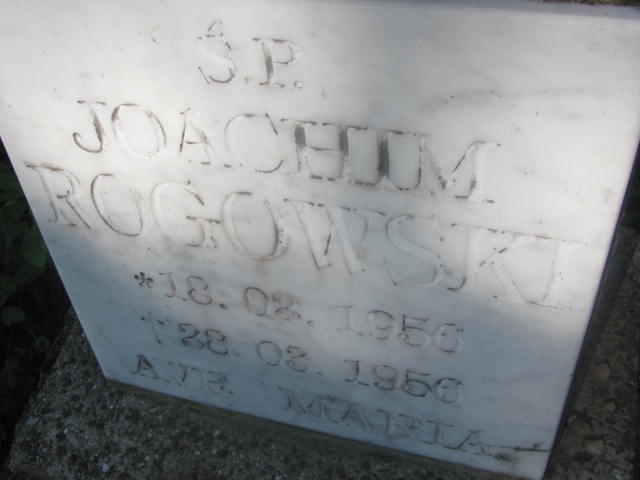 Ś.P.
JOACHIM
ROGOWSKI
*18. 02. 1956
†28. 02. 1956
AVE MARIA